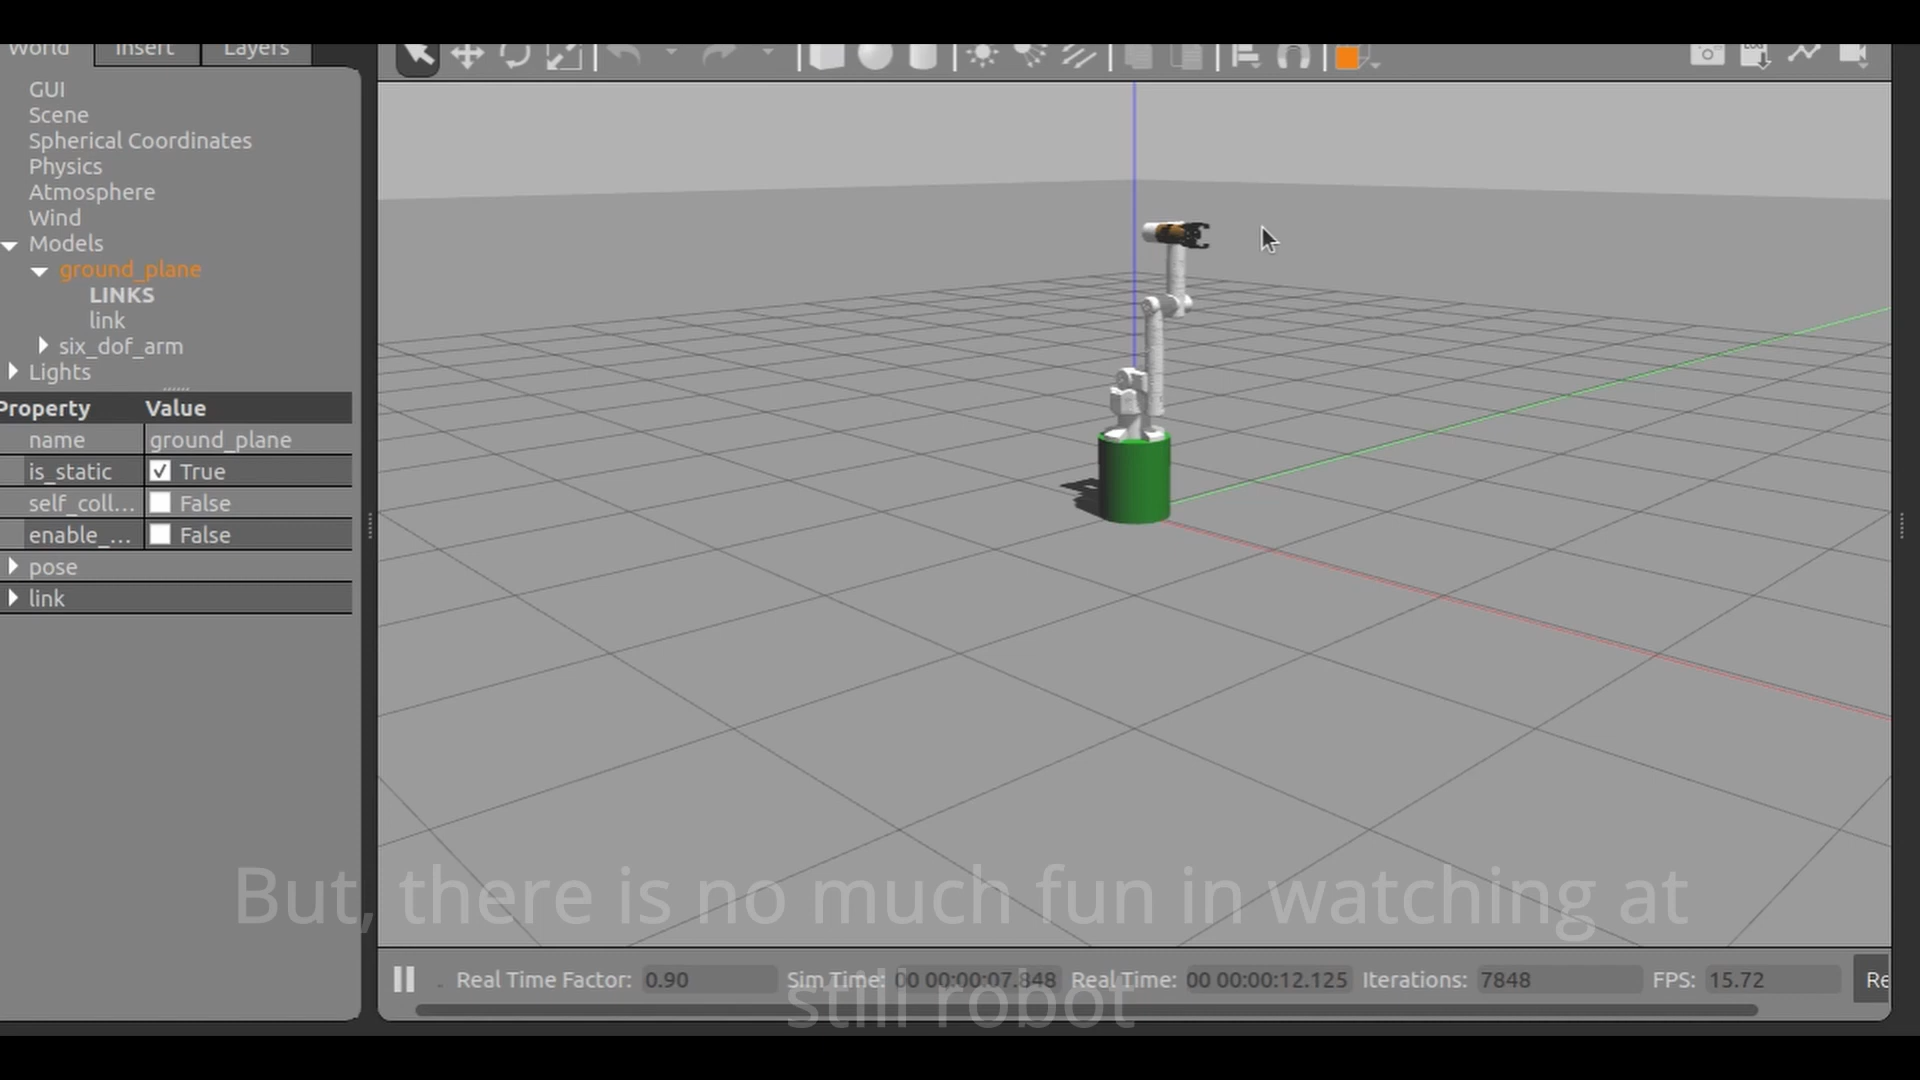 World Insert Layers
GUI
Scene
Spherical Coordinates
Physics
Atmosphere
Wind
Models
ground_plane
LINKS
link
six_dof_arm
Lights
Property Value
name ground_plane
is_static True
self_coll... False
enable_... False
pose
link
But, there is no much fun in watching at
still robot
Real Time Factor: 0.90 Sim Time: 00 00:00:07.848 Real Time: 00 00:00:12.125 Iterations: 7848 FPS: 15.72 Re